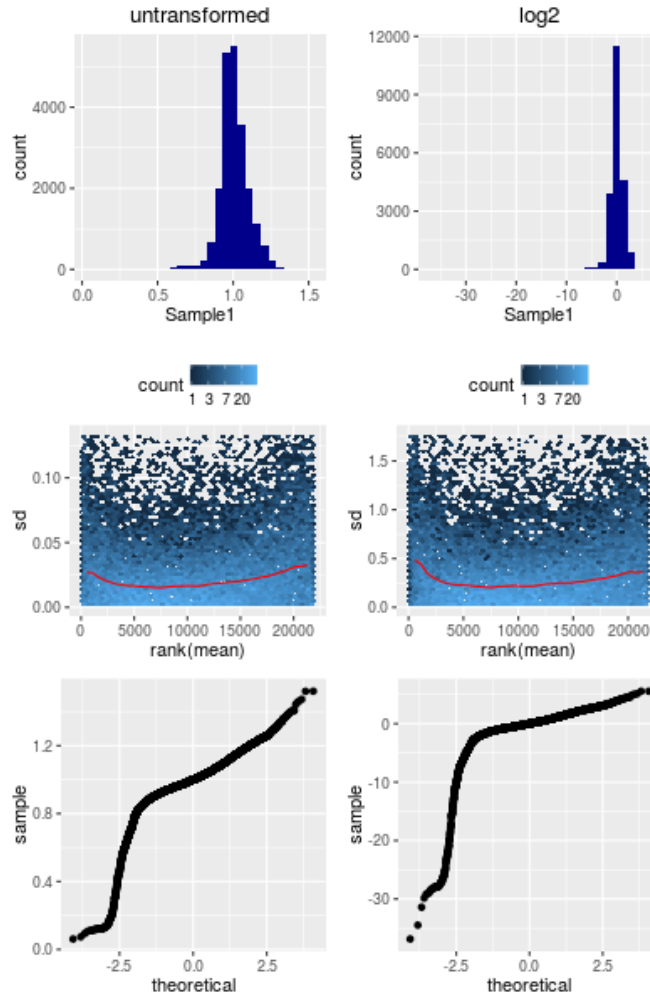 untransformed
log2
count
4000
2000
0
0.0 0.5 1.0 1.5
Sample1
count
12000
9000
6000
3000
0
-30 -20 -10 0
Sample1
count
1 3 7 20
count
1 3 7 20
sd
0.10
0.05
0.00
0 5000 10000 15000 20000
rank(mean)
sd
1.5
1.0
0.5
0.0
0 5000 10000 15000 20000
rank(mean)
sample
1.2
0.8
0.4
0.0
-2.5 0.0 2.5
theoretical
sample
0
-10
-20
-30
-2.5 0.0 2.5
theoretical